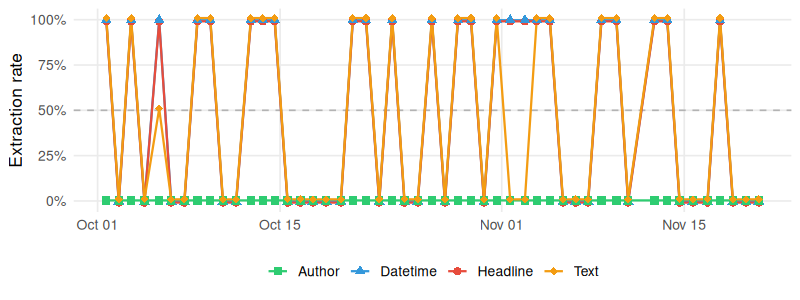 Extraction rate
100%
75%
50%
25%
0%
Oct 01 Oct 15 Nov 01 Nov 15
Author Datetime Headline Text